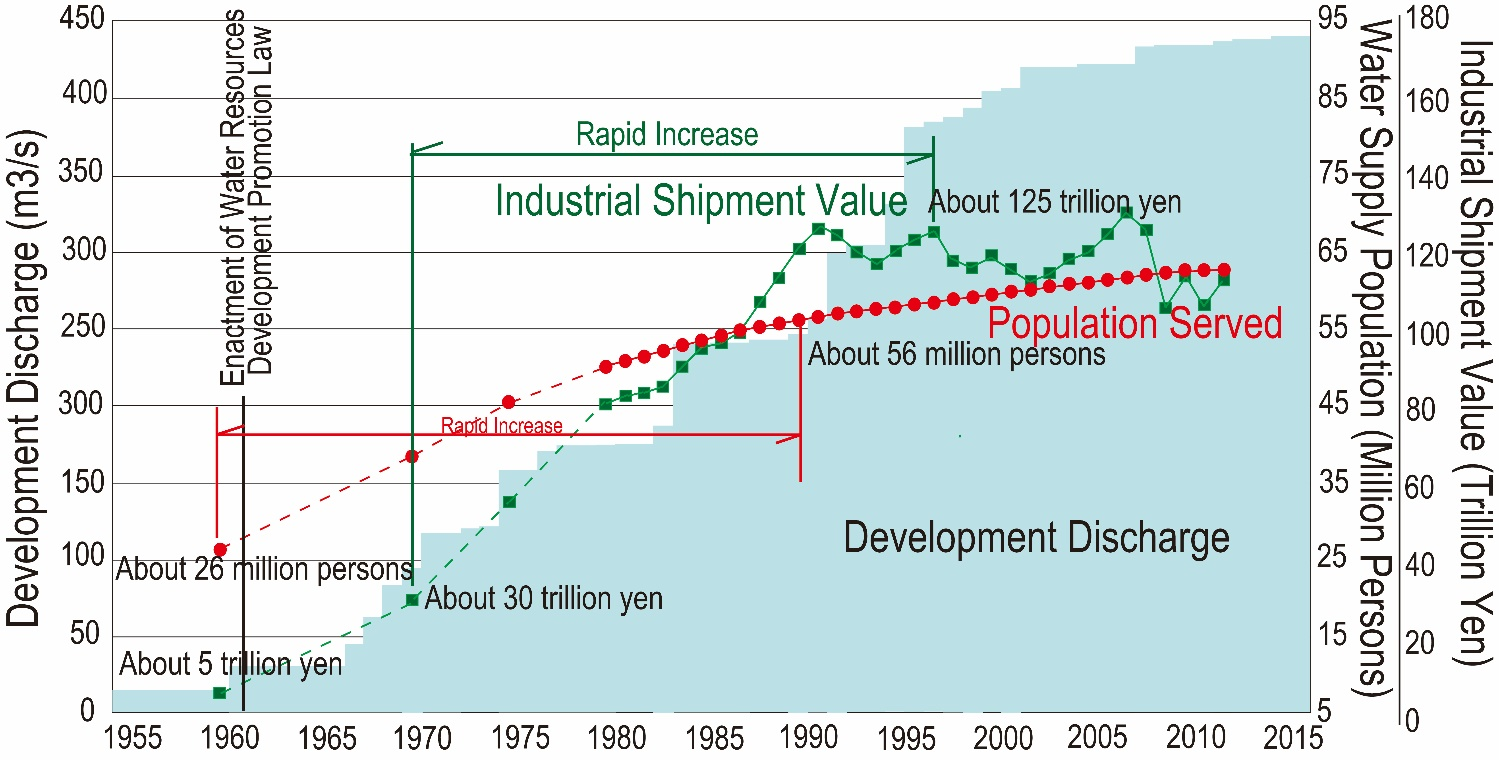 Development Discharge (m3/s)
450
400
350
300
250
300
150
100
50
0
Enactment of Water Resources
Development Promotion Law
Rapid Increase
Industrial Shipment Value
About 125 trillion yen
Population Served
About 56 million persons
Rapid Increase
Development Discharge
About 26 million persons
About 30 trillion yen
About 5 trillion yen
1955 1960 1965 1970 1975 1980 1985 1990 1995 2000 2005 2010 2015
95
85
75
65
55
45
35
25
15
5
Water Supply Population (Million Persons)
180
160
140
120
100
80
60
40
20
0
Industrial Shipment Value (Trillion Yen)